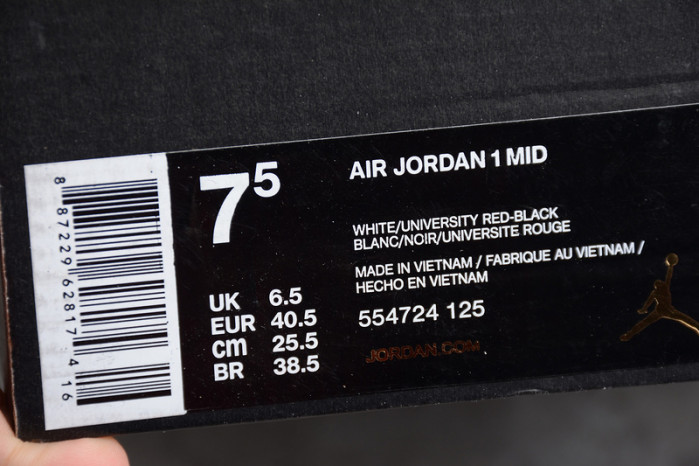 8 87229 62817 4 16
7⁵
AIR JORDAN 1 MID
WHITE/UNIVERSITY RED-BLACK
BLANC/NOIR/UNIVERSITE ROUGE
MADE IN VIETNAM / FABRIQUE AU VIETNAM /
HECHO EN VIETNAM
554724 125
JORDAN.COM
UK 6.5
EUR 40.5
cm 25.5
BR 38.5